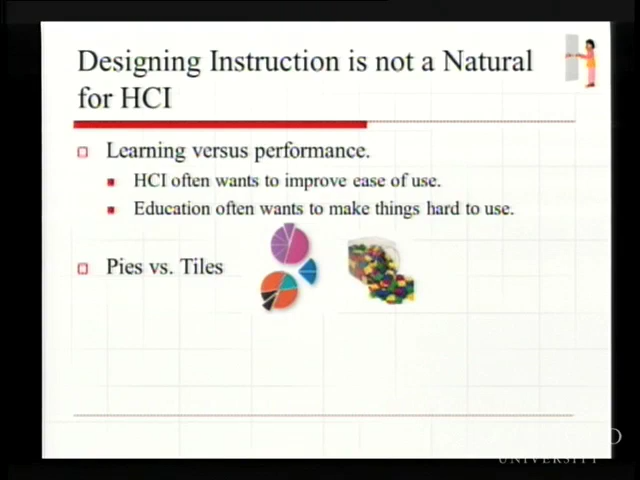 Designing Instruction is not a Natural
for HCI
Learning versus performance.
HCI often wants to improve ease of use.
Education often wants to make things hard to use.
Pies vs. Tiles
UNIVERSITY